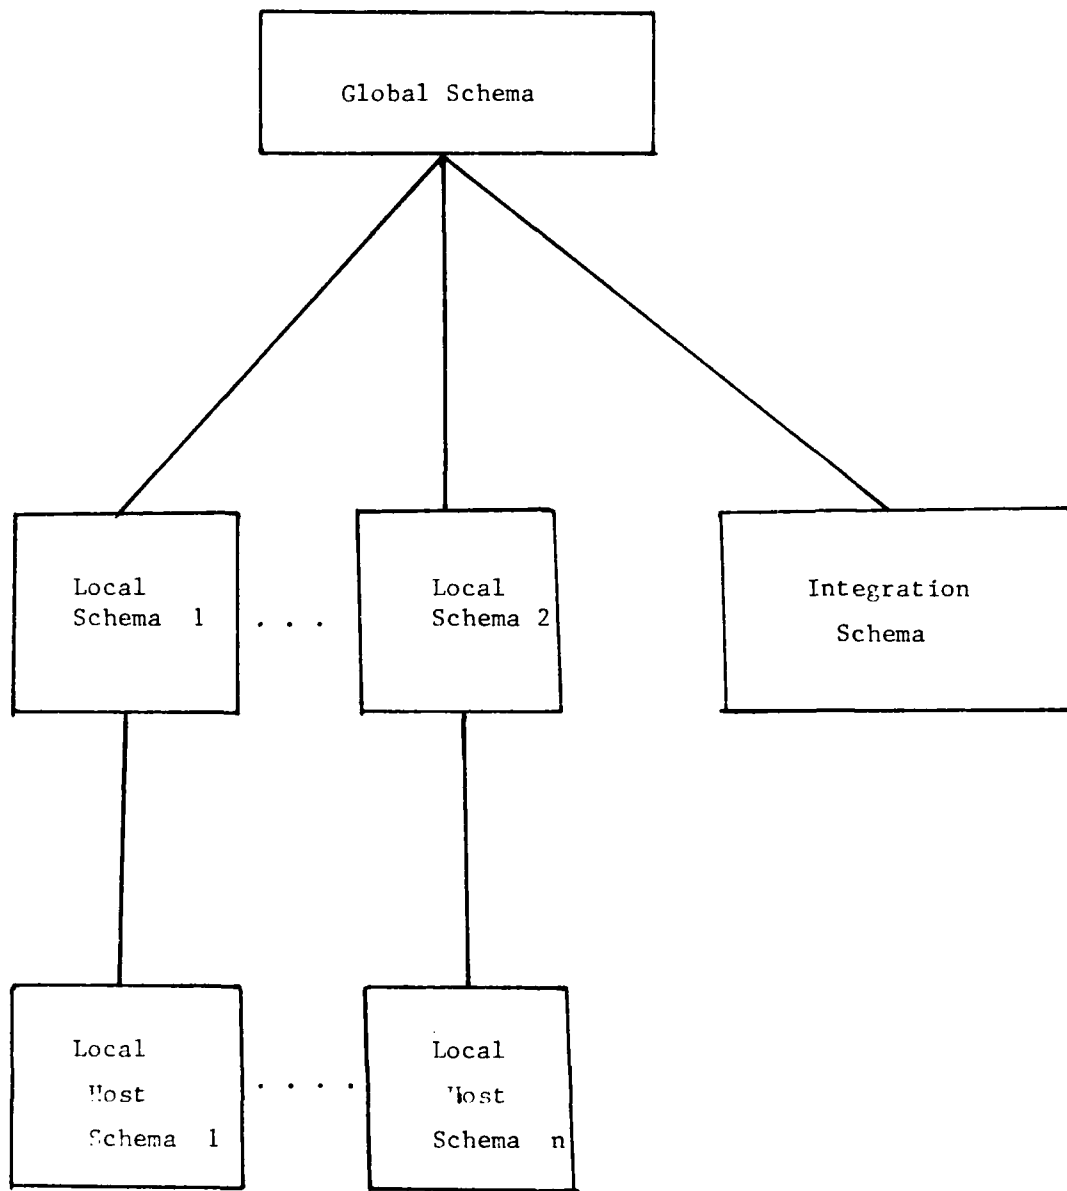 Global Schema
Local
Schema 1
. . .
Local
Schema 2
Integration
Schema
Local
Host
Schema 1
. . . .
Local
Host
Schema n